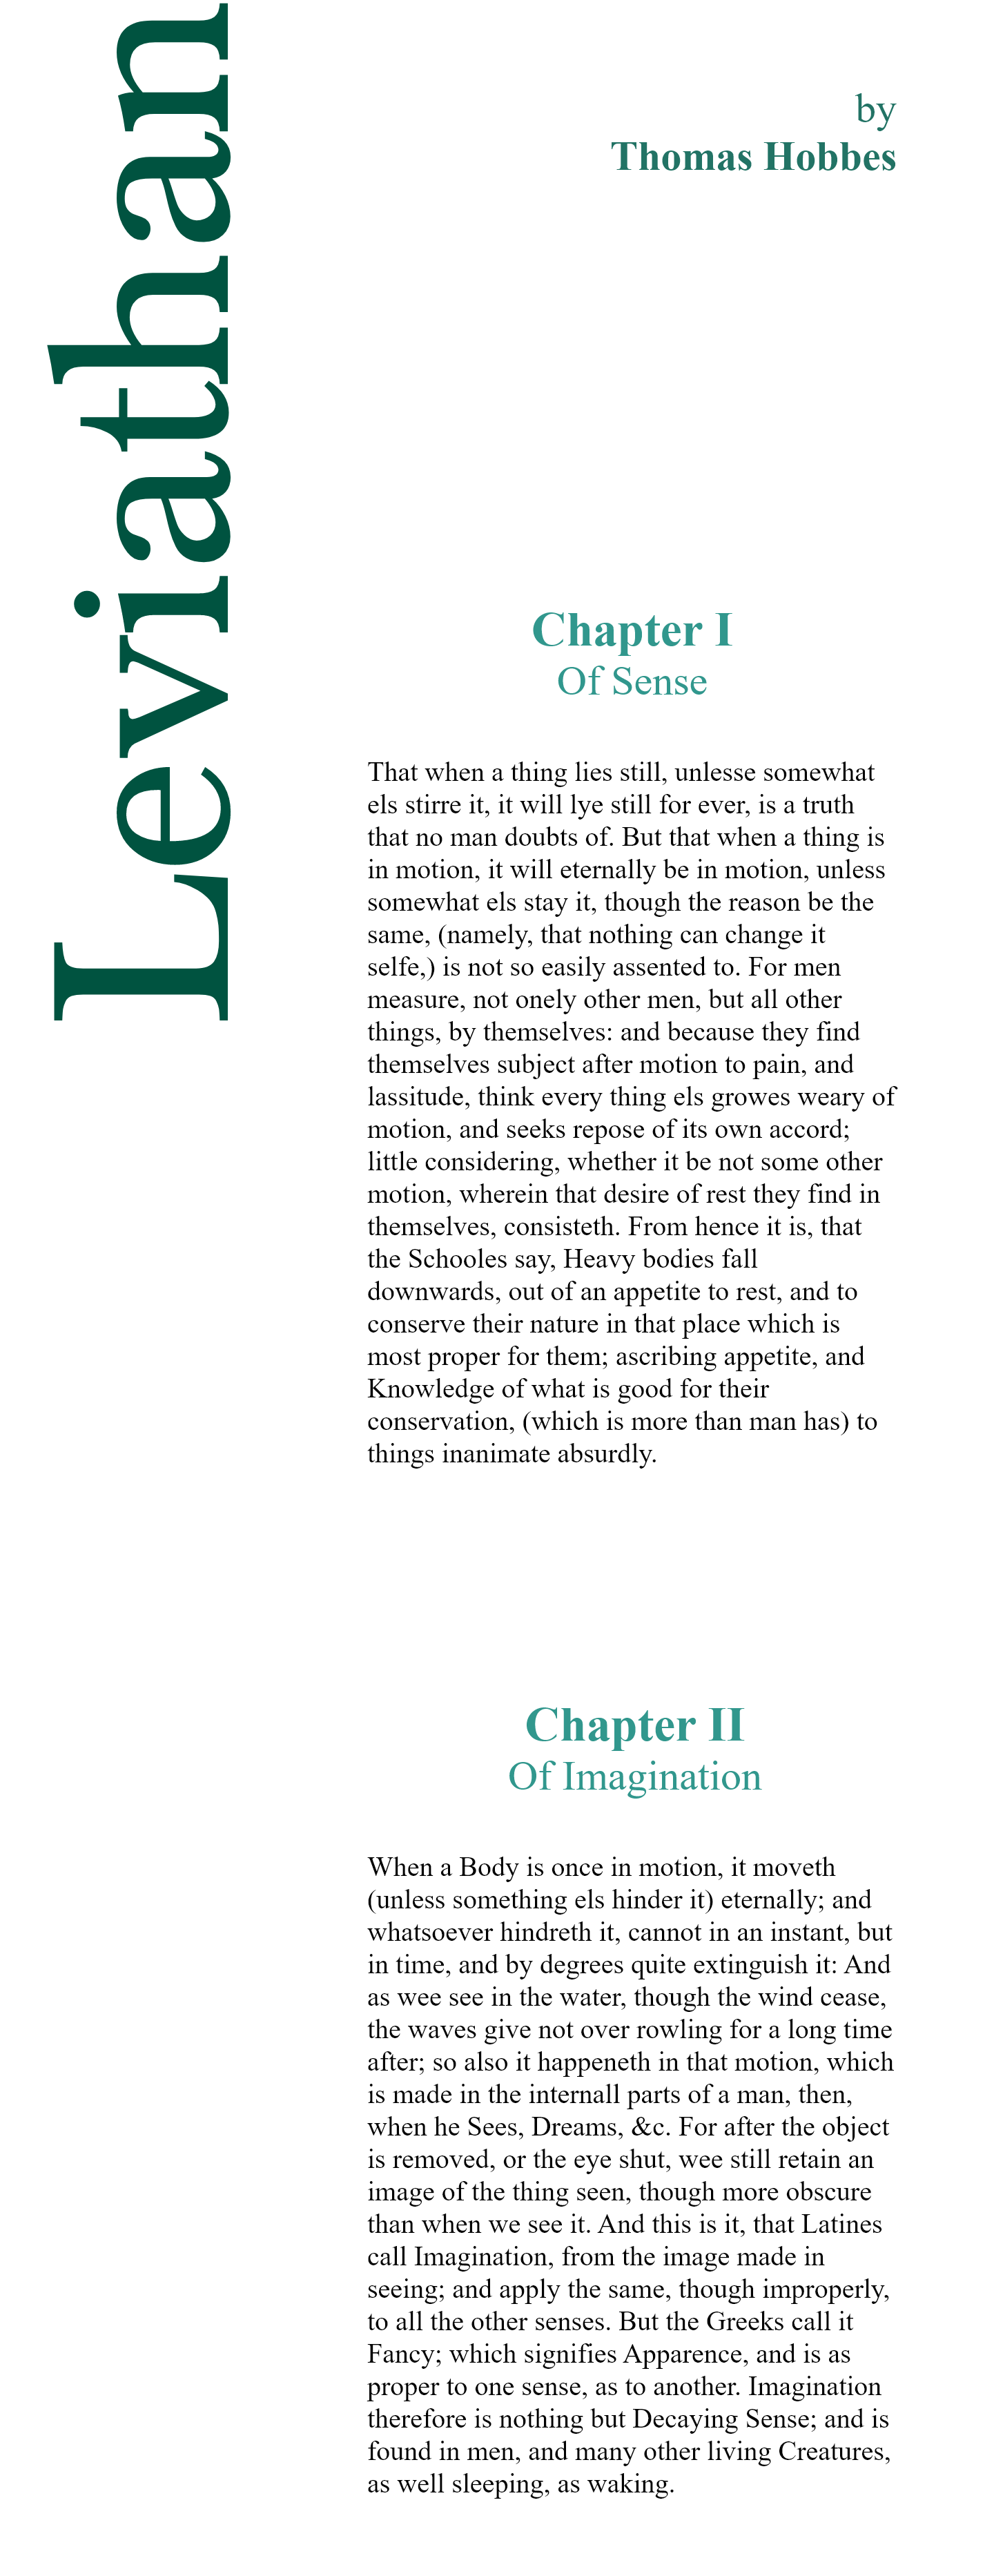 Leviathan
by
Thomas Hobbes
Chapter I
Of Sense
That when a thing lies still, unlesse somewhat
els stirre it, it will lye still for ever, is a truth
that no man doubts of. But that when a thing is
in motion, it will eternally be in motion, unless
somewhat els stay it, though the reason be the
same, (namely, that nothing can change it
selfe,) is not so easily assented to. For men
measure, not onely other men, but all other
things, by themselves: and because they find
themselves subject after motion to pain, and
lassitude, think every thing els growes weary of
motion, and seeks repose of its own accord;
little considering, whether it be not some other
motion, wherein that desire of rest they find in
themselves, consisteth. From hence it is, that
the Schooles say, Heavy bodies fall
downwards, out of an appetite to rest, and to
conserve their nature in that place which is
most proper for them; ascribing appetite, and
Knowledge of what is good for their
conservation, (which is more than man has) to
things inanimate absurdly.
Chapter II
Of Imagination
When a Body is once in motion, it moveth
(unless something els hinder it) eternally; and
whatsoever hindreth it, cannot in an instant, but
in time, and by degrees quite extinguish it: And
as wee see in the water, though the wind cease,
the waves give not over rowling for a long time
after; so also it happeneth in that motion, which
is made in the internall parts of a man, then,
when he Sees, Dreams, &c. For after the object
is removed, or the eye shut, wee still retain an
image of the thing seen, though more obscure
than when we see it. And this is it, that Latines
call Imagination, from the image made in
seeing; and apply the same, though improperly,
to all the other senses. But the Greeks call it
Fancy; which signifies Apparence, and is as
proper to one sense, as to another. Imagination
therefore is nothing but Decaying Sense; and is
found in men, and many other living Creatures,
as well sleeping, as waking.